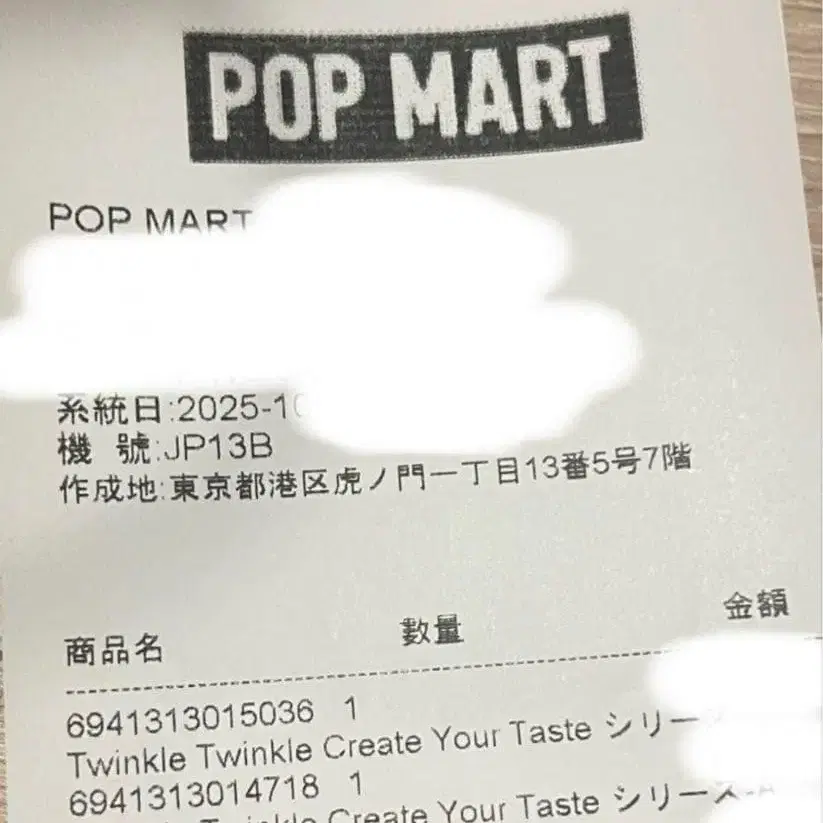 POP MART
POP MART
系統日:2025-10
機 號:JP13B
作成地:東京都港区虎ノ門一丁目13番5号7階
商品名 數量 金額
6941313015036 1
Twinkle Twinkle Create Your Taste シリー
6941313014718 1
Create Your Taste シリーズ-A